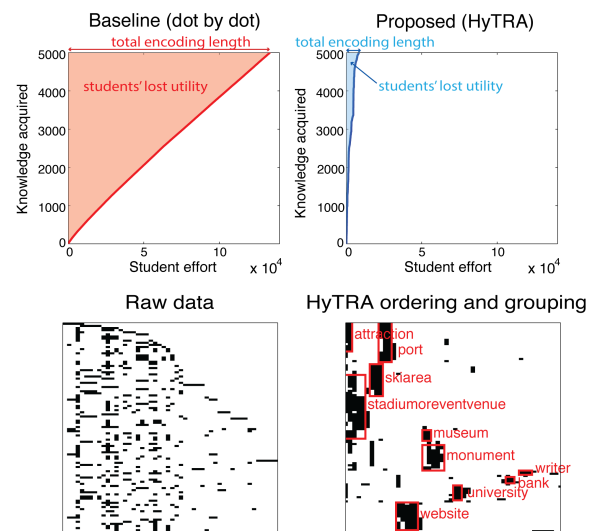 Baseline (dot by dot)
total encoding length
5000
4000
3000
2000
1000
0
Knowledge acquired
students' lost utility
5
10
x 10^4
Student effort
Proposed (HyTRA)
total encoding length
5000
4000
3000
2000
1000
0
Knowledge acquired
students' lost utility
5
10
x 10^4
Student effort
Raw data
HyTRA ordering and grouping
attraction
port
skiarea
stadiumoreventvenue
museum
monument
writer
bank
university
website